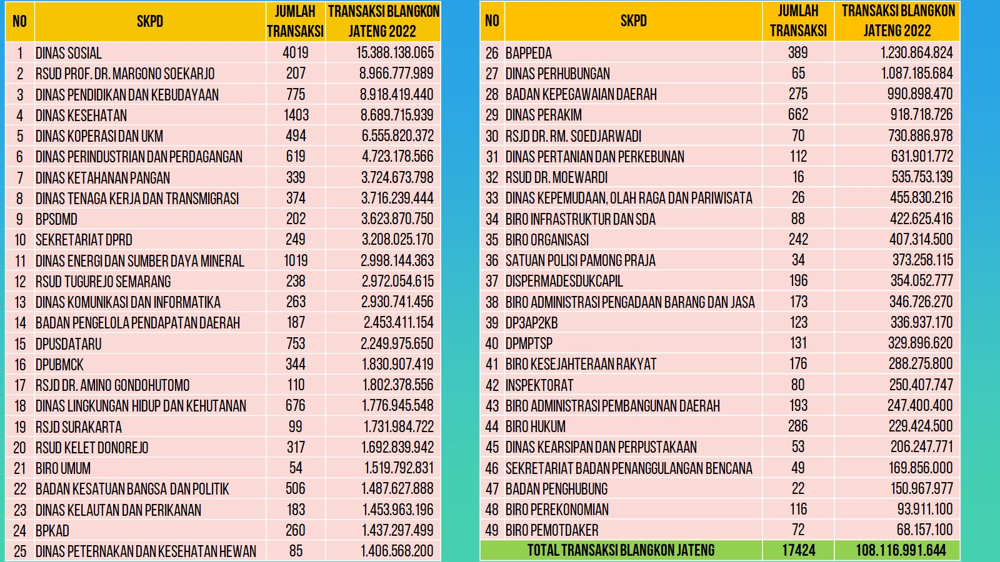 NO SKPD JUMLAH TRANSAKSI TRANSAKSI BLANGKON JATENG 2022
1 DINAS SOSIAL 4019 15.388.138.065
2 RSUD PROF. DR. MARGONO SOEKARJO 207 8.966.777.989
3 DINAS PENDIDIKAN DAN KEBUDAYAAN 775 8.918.419.440
4 DINAS KESEHATAN 1403 8.689.715.939
5 DINAS KOPERASI DAN UKM 494 6.555.820.372
6 DINAS PERINDUSTRIAN DAN PERDAGANGAN 619 4.723.178.566
7 DINAS KETAHANAN PANGAN 339 3.724.673.798
8 DINAS TENAGA KERJA DAN TRANSMIGRASI 374 3.716.239.444
9 BPSDMD 202 3.623.870.750
10 SEKRETARIAT DPRD 249 3.208.025.170
11 DINAS ENERGI DAN SUMBER DAYA MINERAL 1019 2.998.144.363
12 RSUD TUGUREJO SEMARANG 238 2.972.054.615
13 DINAS KOMUNIKASI DAN INFORMATIKA 263 2.930.741.456
14 BADAN PENGELOLA PENDAPATAN DAERAH 187 2.453.411.154
15 DPUSDATARU 753 2.249.975.650
16 DPUBMCK 344 1.830.907.419
17 RSJD DR. AMINO GONDOHUTOMO 110 1.802.378.556
18 DINAS LINGKUNGAN HIDUP DAN KEHUTANAN 676 1.776.945.548
19 RSJD SURAKARTA 99 1.731.984.722
20 RSUD KELET DONOREJO 317 1.692.839.942
21 BIRO UMUM 54 1.519.792.831
22 BADAN KESATUAN BANGSA DAN POLITIK 506 1.487.627.888
23 DINAS KELAUTAN DAN PERIKANAN 183 1.453.963.196
24 BPKAD 260 1.437.297.499
25 DINAS PETERNAKAN DAN KESEHATAN HEWAN 85 1.406.568.200
NO SKPD JUMLAH TRANSAKSI TRANSAKSI BLANGKON JATENG 2022
26 BAPPEDA 389 1.230.864.824
27 DINAS PERHUBUNGAN 65 1.087.185.684
28 BADAN KEPEGAWAIAN DAERAH 275 990.898.470
29 DINAS PERAKIM 662 918.718.726
30 RSJD DR. RM. SOEDJARWADI 70 730.886.978
31 DINAS PERTANIAN DAN PERKEBUNAN 112 631.901.772
32 RSUD DR. MOEWARDI 16 535.753.139
33 DINAS KEPEMUDAAN, OLAH RAGA DAN PARIWISATA 26 455.830.216
34 BIRO INFRASTRUKTUR DAN SDA 88 422.625.416
35 BIRO ORGANISASI 242 407.314.500
36 SATUAN POLISI PAMONG PRAJA 34 373.258.115
37 DISPERMADESDUKCAPIL 196 354.052.777
38 BIRO ADMINISTRASI PENGADAAN BARANG DAN JASA 173 346.726.270
39 DP3AP2KB 123 336.937.170
40 DPMPTSP 131 329.896.620
41 BIRO KESEJAHTERAAN RAKYAT 176 288.275.800
42 INSPEKTORAT 80 250.407.747
43 BIRO ADMINISTRASI PEMBANGUNAN DAERAH 193 247.400.400
44 BIRO HUKUM 286 229.424.500
45 DINAS KEARSIPAN DAN PERPUSTAKAAN 53 206.247.771
46 SEKRETARIAT BADAN PENANGGULANGAN BENCANA 49 169.856.000
47 BADAN PENGHUBUNG 22 150.967.977
48 BIRO PEREKONOMIAN 116 93.911.100
49 BIRO PEMOTDAKER 72 68.157.100
TOTAL TRANSAKSI BLANGKON JATENG 17424 108.116.991.644